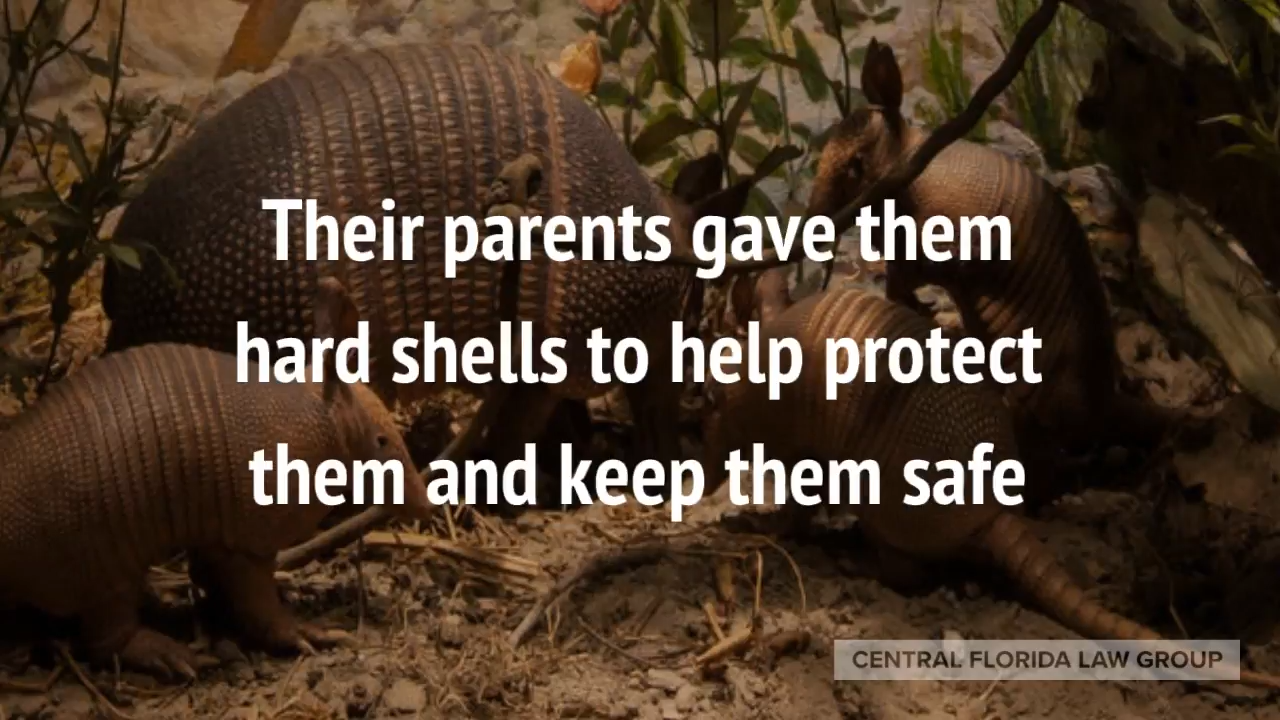 Their parents gave them
hard shells to help protect
them and keep them safe
CENTRAL FLORIDA LAW GROUP